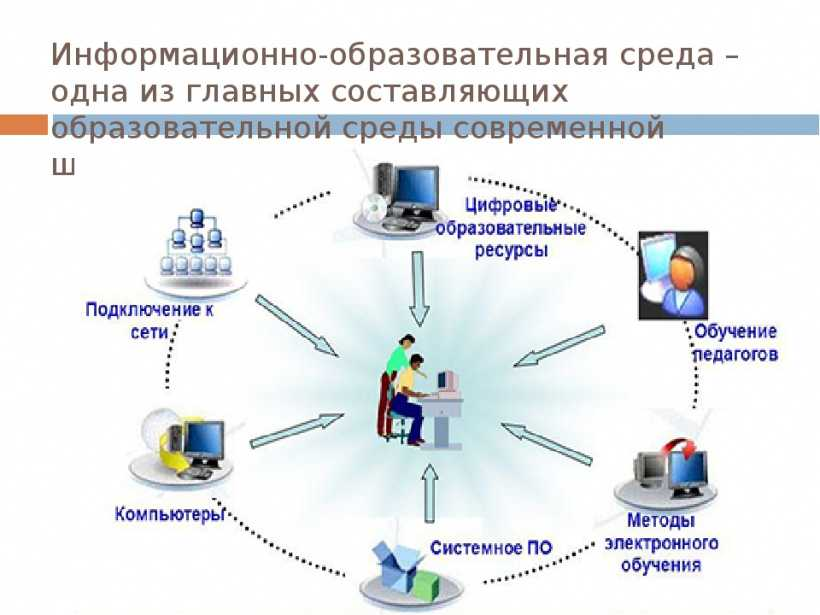 Информационно-образовательная среда –
одна из главных составляющих
образовательной среды современной
ш
Цифровые
образовательные
ресурсы
Подключение к
сети
Обучение
педагогов
Компьютеры
Системное ПО
Методы
электронного
обучения